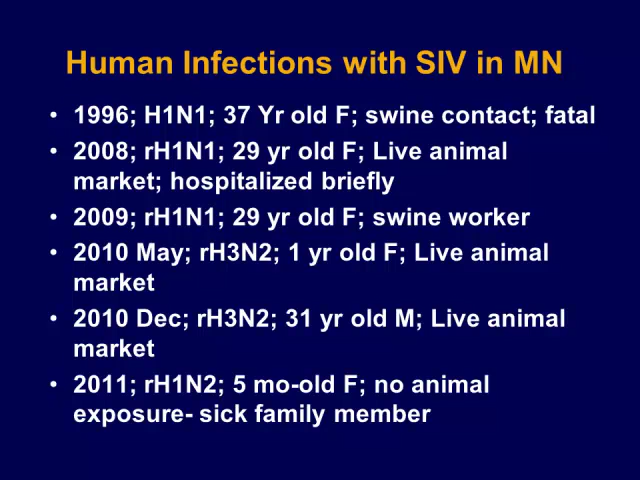 Human Infections with SIV in MN
• 1996; H1N1; 37 Yr old F; swine contact; fatal
• 2008; rH1N1; 29 yr old F; Live animal
market; hospitalized briefly
• 2009; rH1N1; 29 yr old F; swine worker
• 2010 May; rH3N2; 1 yr old F; Live animal
market
• 2010 Dec; rH3N2; 31 yr old M; Live animal
market
• 2011; rH1N2; 5 mo-old F; no animal
exposure- sick family member